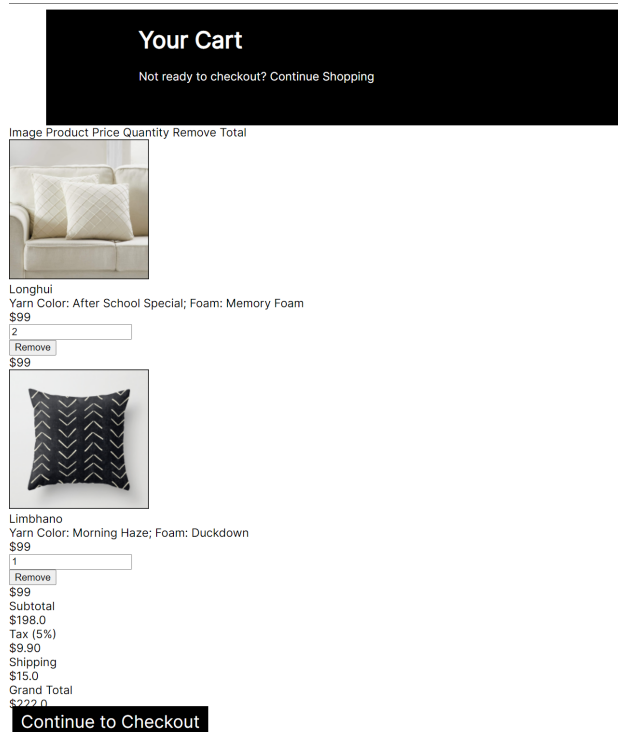 Your Cart
Not ready to checkout? Continue Shopping
Image Product Price Quantity Remove Total
Longhui
Yarn Color: After School Special; Foam: Memory Foam
$99
2
Remove
$99
Limbhano
Yarn Color: Morning Haze; Foam: Duckdown
$99
1
Remove
$99
Subtotal
$198.0
Tax (5%)
$9.90
Shipping
$15.0
Grand Total
$222.0
Continue to Checkout